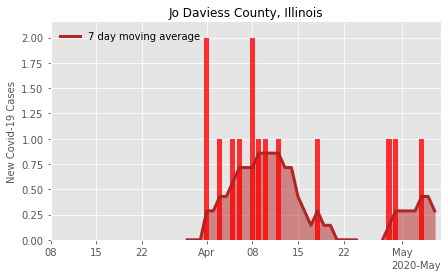 Jo Daviess County, Illinois
7 day moving average
New Covid-19 Cases
2.00
1.75
1.50
1.25
1.00
0.75
0.50
0.25
0.00
08 15 22 Apr 08 15 22 May
2020-May